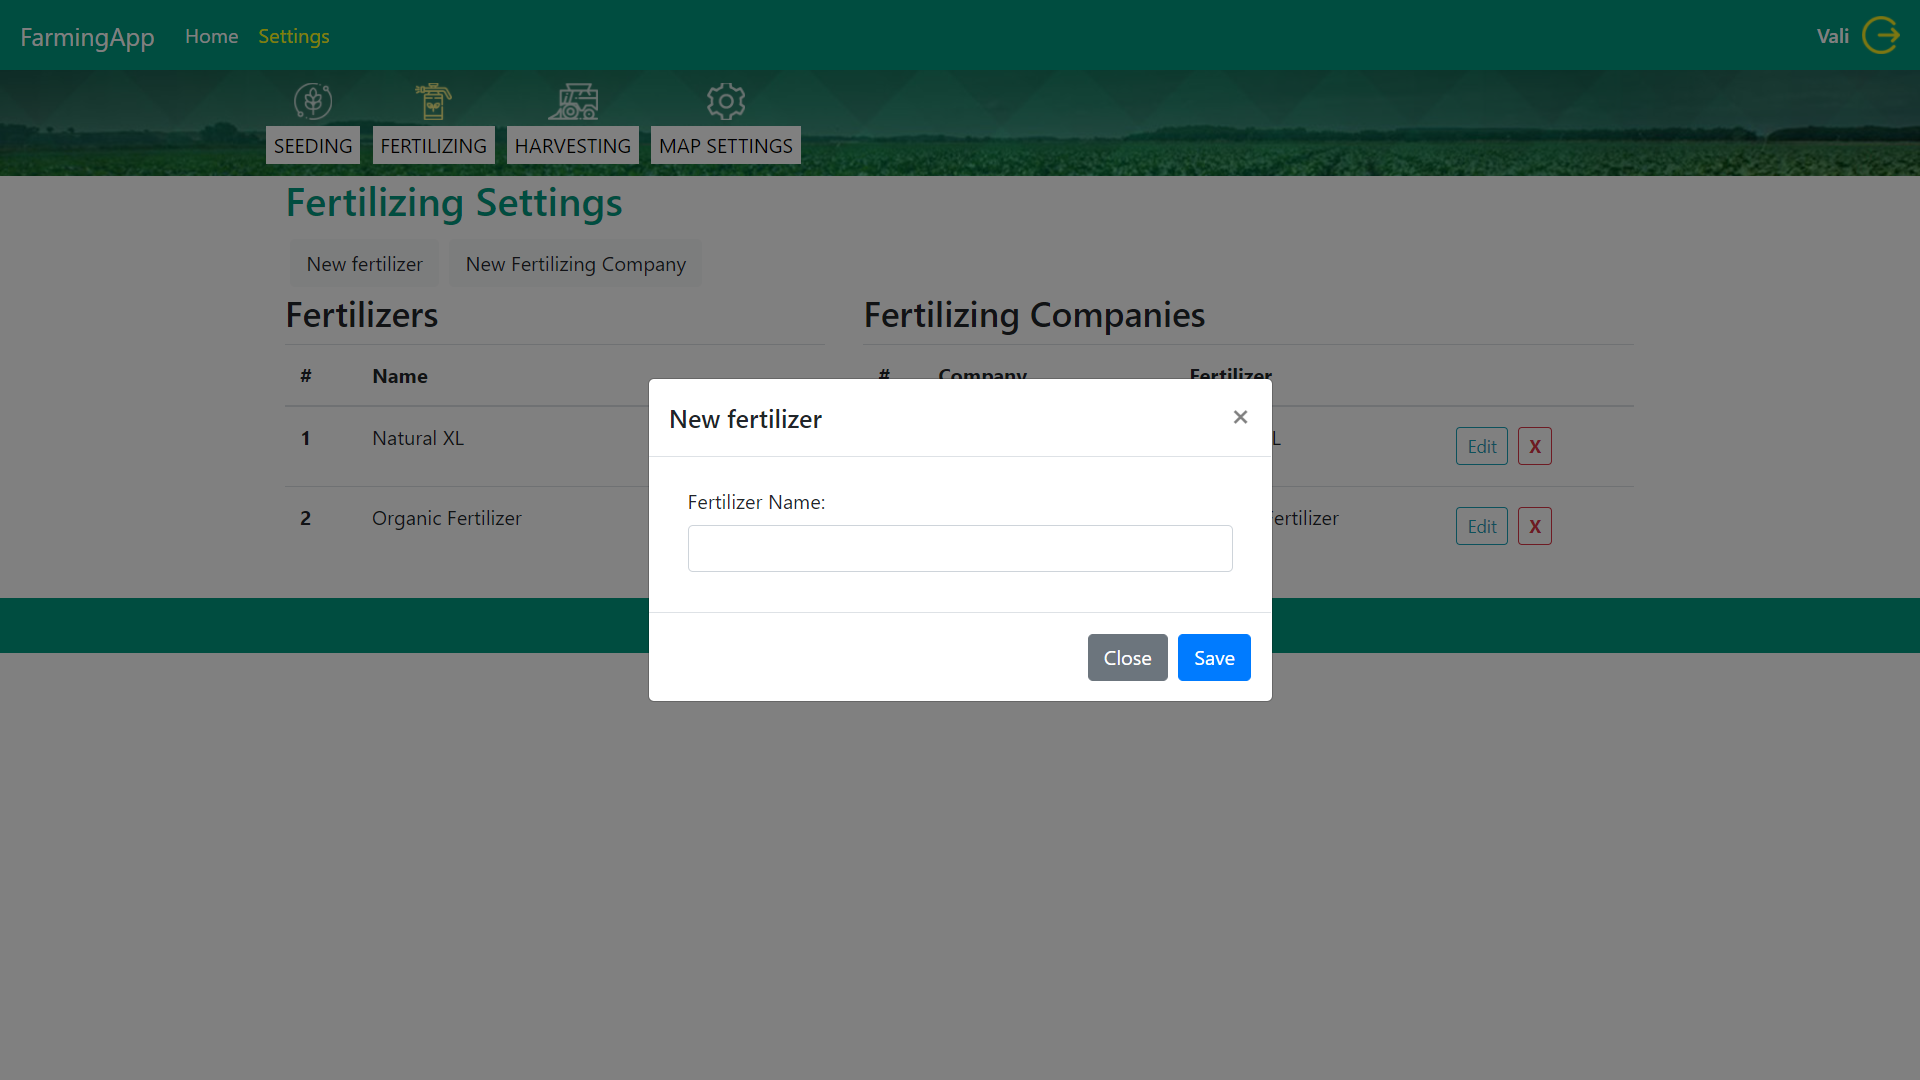 FarmingApp Home Settings Vali
SEEDING FERTILIZING HARVESTING MAP SETTINGS
Fertilizing Settings
New fertilizer New Fertilizing Company
Fertilizers
# Name
1 Natural XL
2 Organic Fertilizer
Fertilizing Companies
# Company Fertilizer
L Edit X
ertilizer Edit X
New fertilizer ×
Fertilizer Name:
Close Save